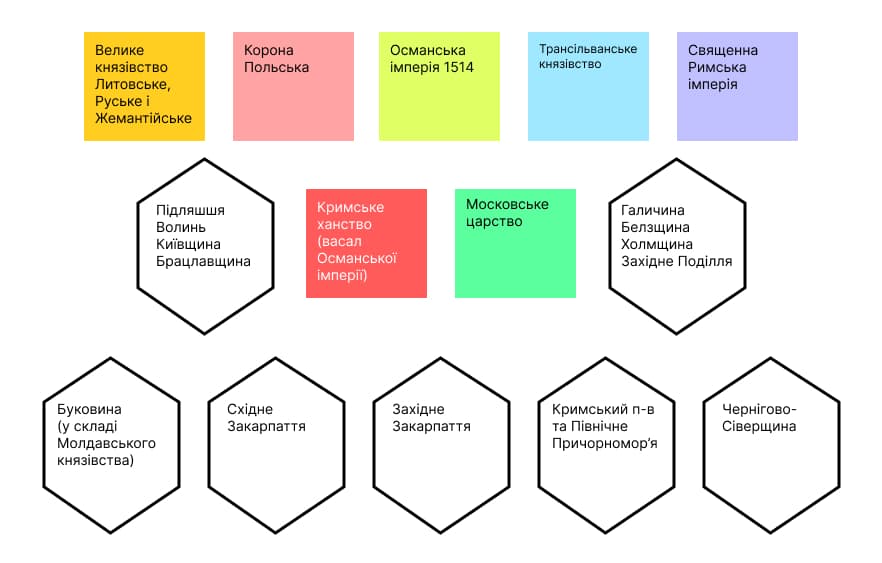 Велике
князівство
Литовське,
Руське і
Жемантійське
Корона
Польська
Османська
імперія 1514
Трансільванське
князівство
Священна
Римська
імперія
Підляшшя
Волинь
Київщина
Брацлавщина
Кримське
ханство
(васал
Османської
імперії)
Московське
царство
Галичина
Белзщина
Холмщина
Західне Поділля
Буковина
(у складі
Молдавського
князівства)
Східне
Закарпаття
Західне
Закарпаття
Кримський п-в
та Північне
Причорномор’я
Чернігово-
Сіверщина